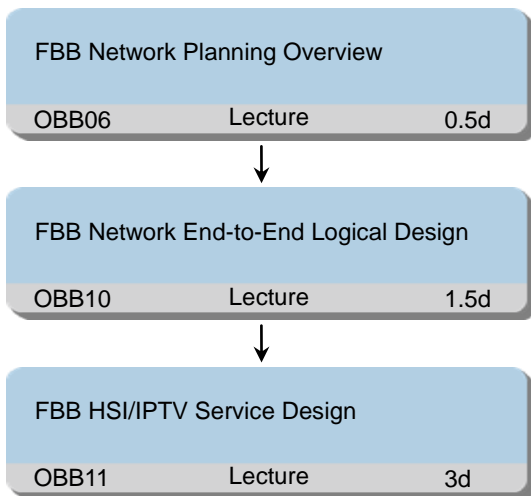 FBB Network Planning Overview
OBB06 Lecture 0.5d
FBB Network End-to-End Logical Design
OBB10 Lecture 1.5d
FBB HSI/IPTV Service Design
OBB11 Lecture 3d